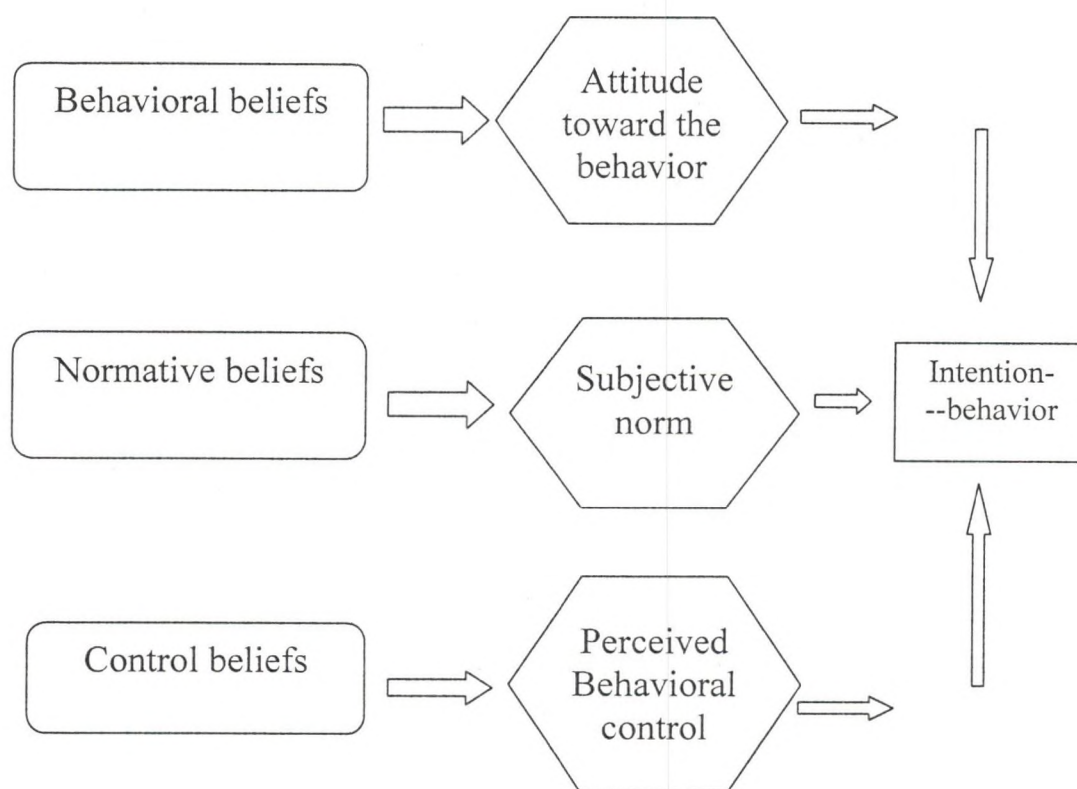 Behavioral beliefs
Attitude
toward the
behavior
Normative beliefs
Subjective
norm
Intention-
--behavior
Control beliefs
Perceived
Behavioral
control